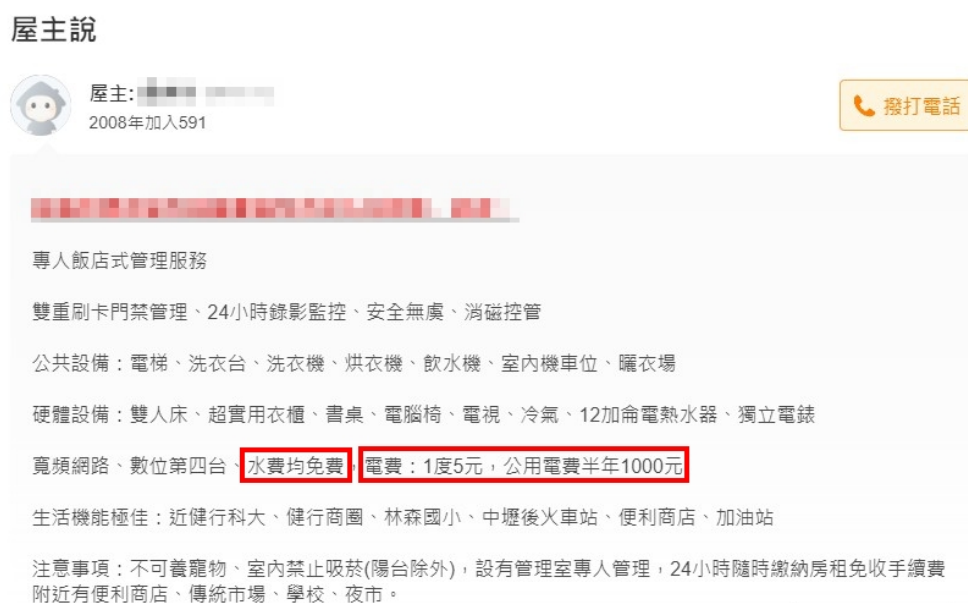 屋主說
屋主:
2008年加入591
撥打電話
專人飯店式管理服務
雙重刷卡門禁管理、24小時錄影監控、安全無虞、消磁控管
公共設備：電梯、洗衣台、洗衣機、烘衣機、飲水機、室內機車位、曬衣場
硬體設備：雙人床、超實用衣櫃、書桌、電腦椅、電視、冷氣、12加侖電熱水器、獨立電錶
寬頻網路、數位第四台、水費均免費，電費：1度5元，公用電費半年1000元
生活機能極佳：近健行科大、健行商圈、林森國小、中壢後火車站、便利商店、加油站
注意事項：不可養寵物、室內禁止吸菸(陽台除外)，設有管理室專人管理，24小時隨時繳納房租免收手續費
附近有便利商店、傳統市場、學校、夜市。